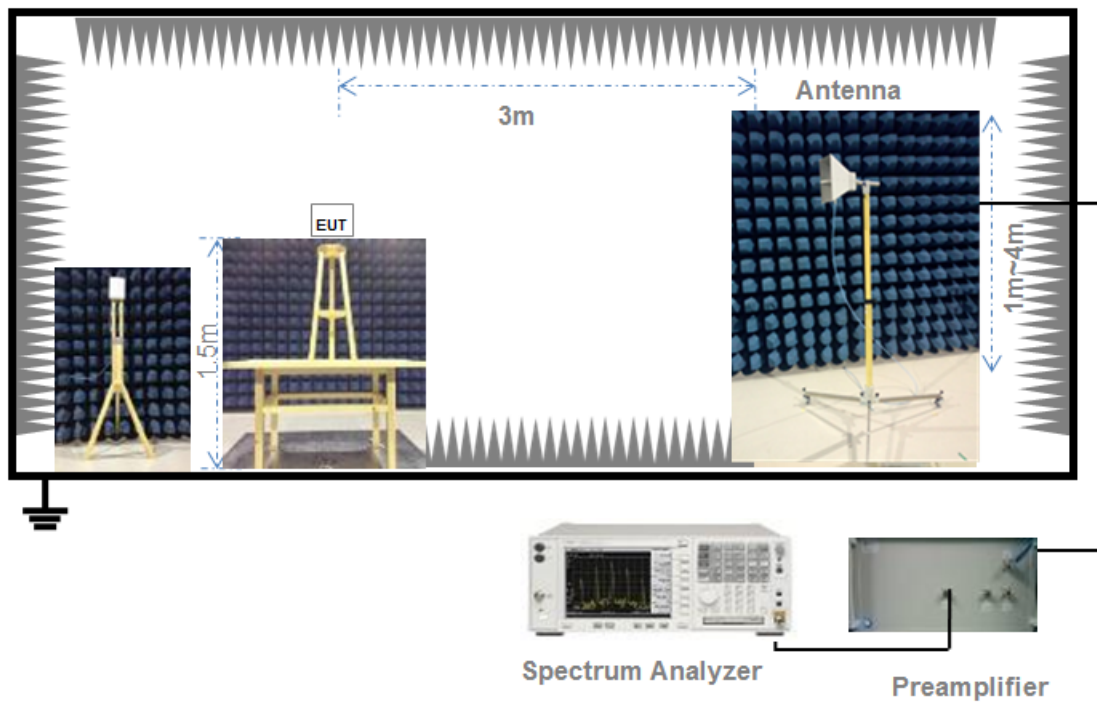 Antenna
3m
EUT
1.5m
1m~4m
Spectrum Analyzer
Preamplifier